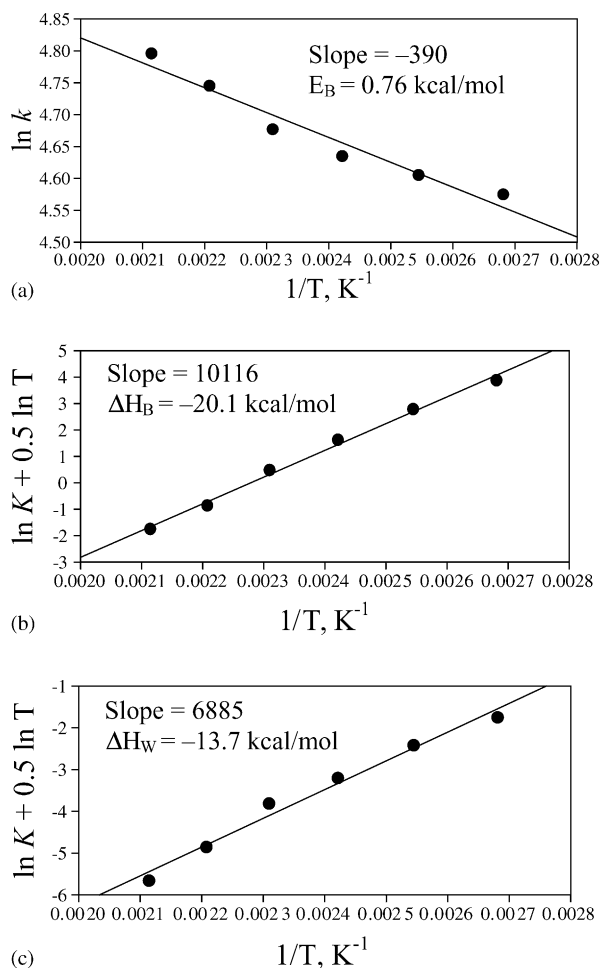 4.85
4.80
4.75
4.70
4.65
4.60
4.55
4.50
ln k
Slope = –390
E_B = 0.76 kcal/mol
0.0020 0.0021 0.0022 0.0023 0.0024 0.0025 0.0026 0.0027 0.0028
(a)
1/T, K⁻¹
5
4
3
2
1
0
-1
-2
-3
ln K + 0.5 ln T
Slope = 10116
ΔH_B = –20.1 kcal/mol
0.0020 0.0021 0.0022 0.0023 0.0024 0.0025 0.0026 0.0027 0.0028
(b)
1/T, K⁻¹
-1
-2
-3
-4
-5
-6
ln K + 0.5 ln T
Slope = 6885
ΔH_W = –13.7 kcal/mol
0.0020 0.0021 0.0022 0.0023 0.0024 0.0025 0.0026 0.0027 0.0028
(c)
1/T, K⁻¹